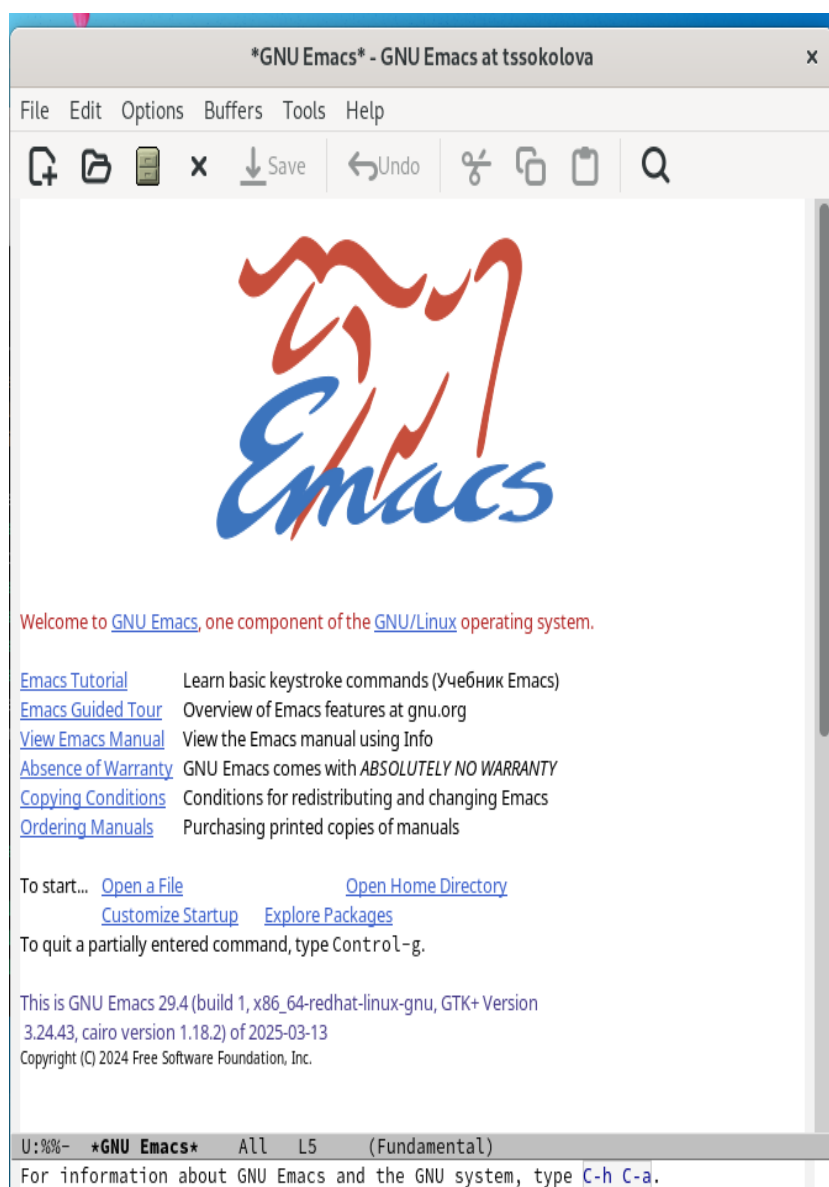 *GNU Emacs* - GNU Emacs at tssokolova
File Edit Options Buffers Tools Help
Save Undo
Emacs
Welcome to GNU Emacs, one component of the GNU/Linux operating system.
Emacs Tutorial Learn basic keystroke commands (Учебник Emacs)
Emacs Guided Tour Overview of Emacs features at gnu.org
View Emacs Manual View the Emacs manual using Info
Absence of Warranty GNU Emacs comes with ABSOLUTELY NO WARRANTY
Copying Conditions Conditions for redistributing and changing Emacs
Ordering Manuals Purchasing printed copies of manuals
To start... Open a File Open Home Directory
Customize Startup Explore Packages
To quit a partially entered command, type Control-g.
This is GNU Emacs 29.4 (build 1, x86_64-redhat-linux-gnu, GTK+ Version
3.24.43, cairo version 1.18.2) of 2025-03-13
Copyright (C) 2024 Free Software Foundation, Inc.
U:%%- *GNU Emacs* All L5 (Fundamental)
For information about GNU Emacs and the GNU system, type C-h C-a.